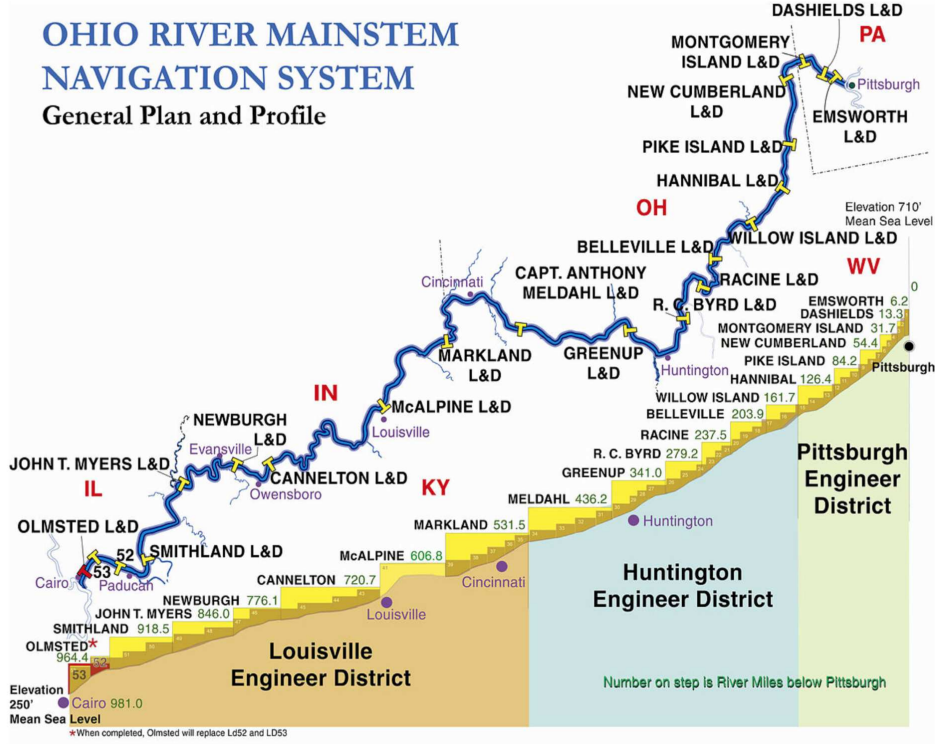 OHIO RIVER MAINSTEM
NAVIGATION SYSTEM
General Plan and Profile
DASHIELDS L&D
PA
MONTGOMERY
ISLAND L&D
Pittsburgh
NEW CUMBERLAND
L&D
EMSWORTH
L&D
PIKE ISLAND L&D
HANNIBAL L&D
OH
Elevation 710'
Mean Sea Level
WILLOW ISLAND L&D
BELLEVILLE L&D
WV
CAPT. ANTHONY
MELDAHL L&D
RACINE L&D
Cincinnati
R. C. BYRD L&D
0
EMSWORTH 6.2
DASHIELDS 13.3
MONTGOMERY ISLAND 31.7
NEW CUMBERLAND 54.4
MARKLAND
L&D
GREENUP
L&D
Huntington
PIKE ISLAND 84.2
Pittsburgh
HANNIBAL 126.4
IN
WILLOW ISLAND 161.7
McALPINE L&D
BELLEVILLE 203.9
Louisville
NEWBURGH
L&D
RACINE 237.5
Evansville
R. C. BYRD 279.2
JOHN T. MYERS L&D
GREENUP 341.0
CANNELTON L&D
Owensboro
IL
KY
MELDAHL 436.2
Pittsburgh
Engineer
District
OLMSTED L&D
MARKLAND 531.5
Huntington
52
SMITHLAND L&D
53
McALPINE 606.8
Cairo
Paducah
CANNELTON 720.7
Cincinnati
Huntington
Engineer District
NEWBURGH 776.1
JOHN T. MYERS 846.0
Louisville
SMITHLAND 918.5
OLMSTED*
964.4
52
53
Louisville
Engineer District
Number on step is River Miles below Pittsburgh
Elevation
250'
Mean Sea Level
Cairo 981.0
*When completed, Olmsted will replace Ld52 and LD53